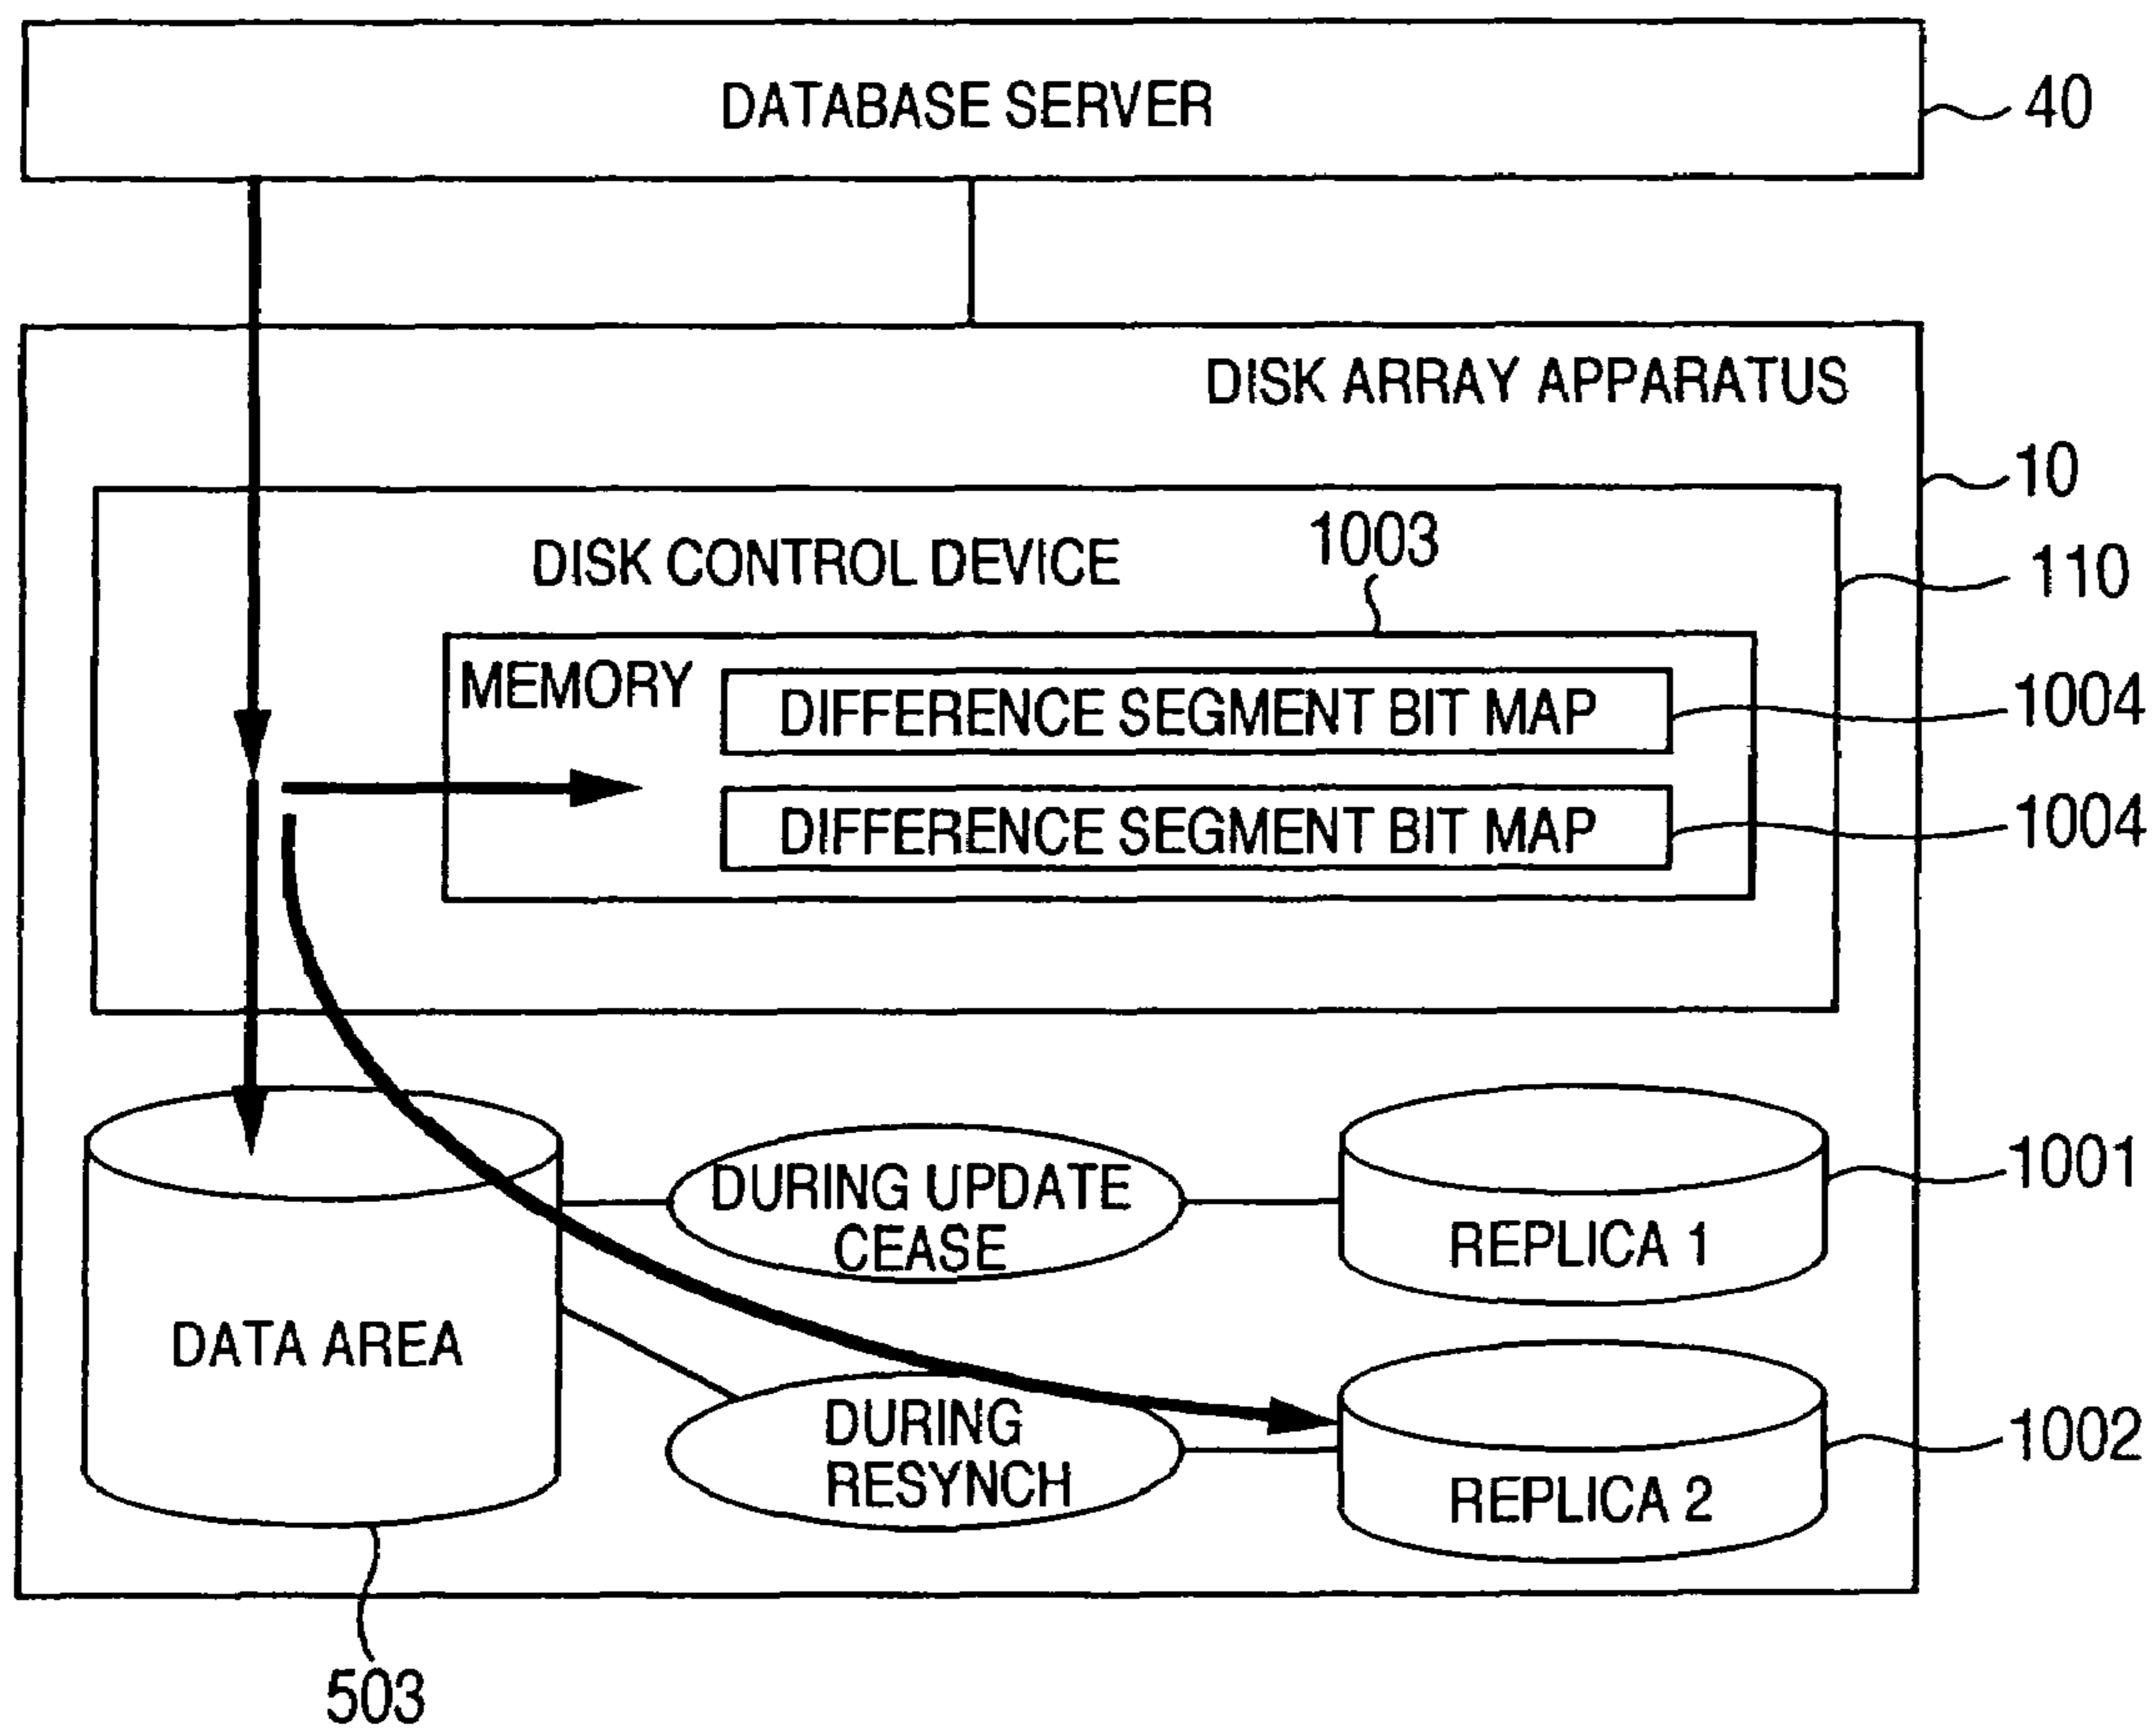 DATABASE SERVER
40
DISK ARRAY APPARATUS
10
DISK CONTROL DEVICE
1003
110
MEMORY
DIFFERENCE SEGMENT BIT MAP
1004
DIFFERENCE SEGMENT BIT MAP
1004
DURING UPDATE
CEASE
REPLICA 1
1001
DATA AREA
DURING
RESYNCH
REPLICA 2
1002
503